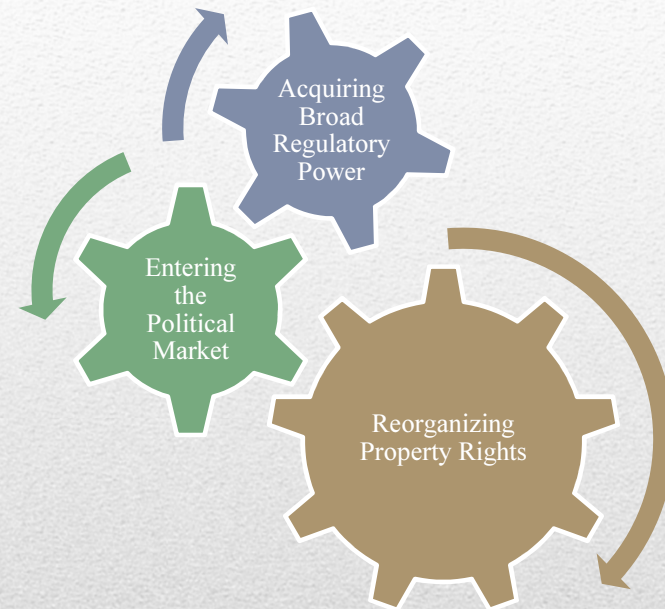 Acquiring
Broad
Regulatory
Power
Entering
the
Political
Market
Reorganizing
Property Rights